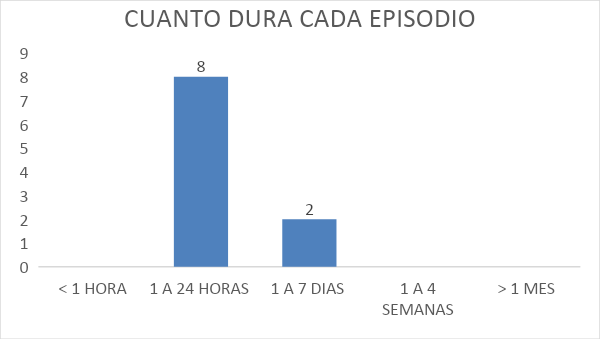 CUANTO DURA CADA EPISODIO
9
8
7
6
5
4
3
2
1
0
8
2
< 1 HORA
1 A 24 HORAS
1 A 7 DIAS
1 A 4
SEMANAS
> 1 MES